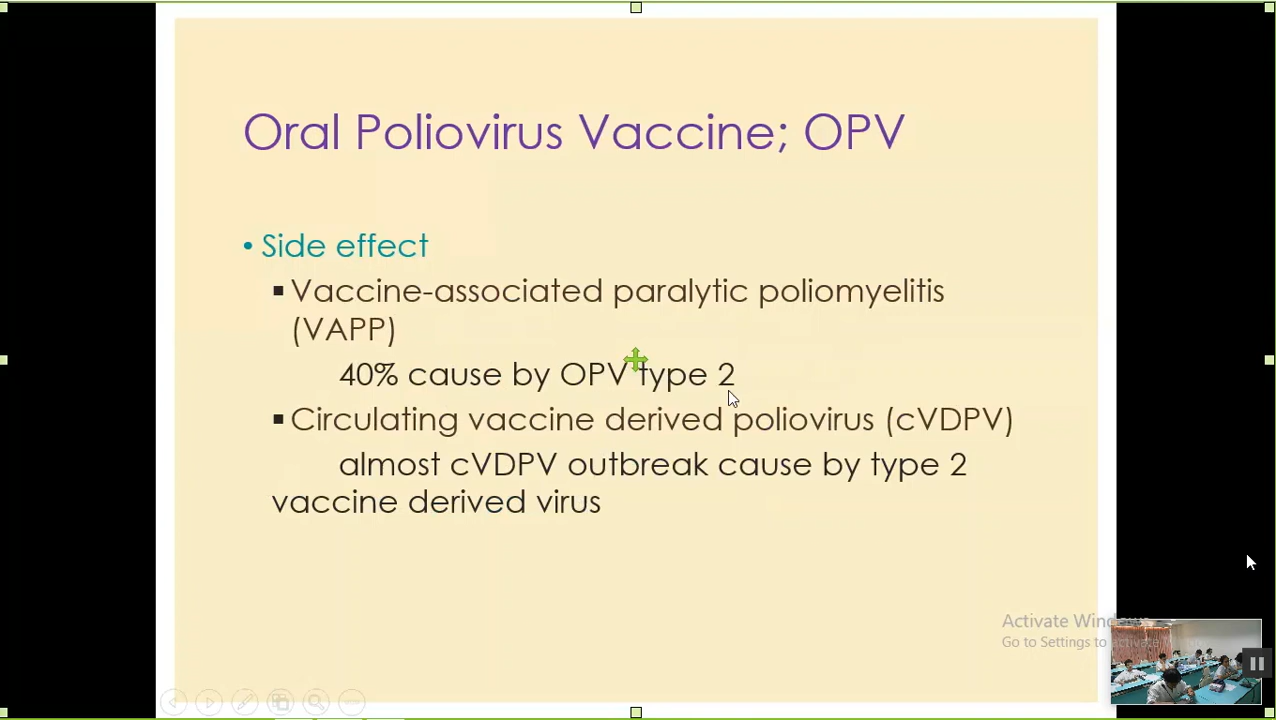 Oral Poliovirus Vaccine; OPV
• Side effect
▪ Vaccine-associated paralytic poliomyelitis
(VAPP)
40% cause by OPV type 2
▪ Circulating vaccine derived poliovirus (cVDPV)
almost cVDPV outbreak cause by type 2
vaccine derived virus
Activate Windows
Go to Settings to activate